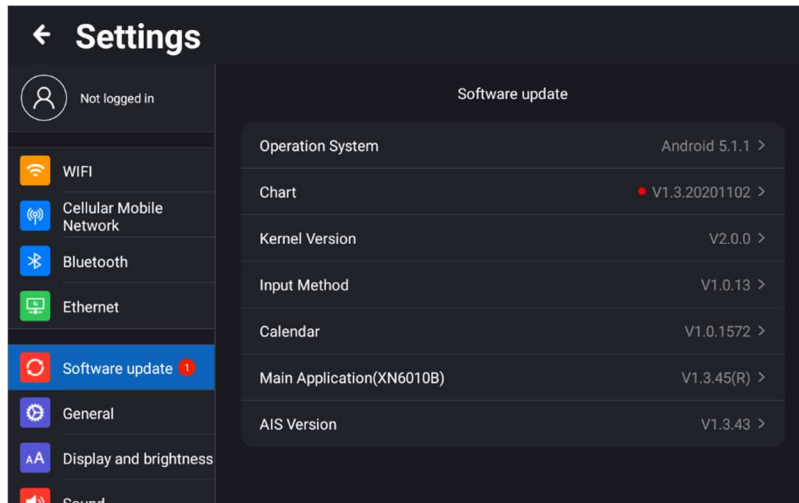 Settings
Not logged in
WIFI
Cellular Mobile
Network
Bluetooth
Ethernet
Software update 1
General
AA Display and brightness
Sound
Software update
Operation System Android 5.1.1 >
Chart V1.3.20201102 >
Kernel Version V2.0.0 >
Input Method V1.0.13 >
Calendar V1.0.1572 >
Main Application(XN6010B) V1.3.45(R) >
AIS Version V1.3.43 >